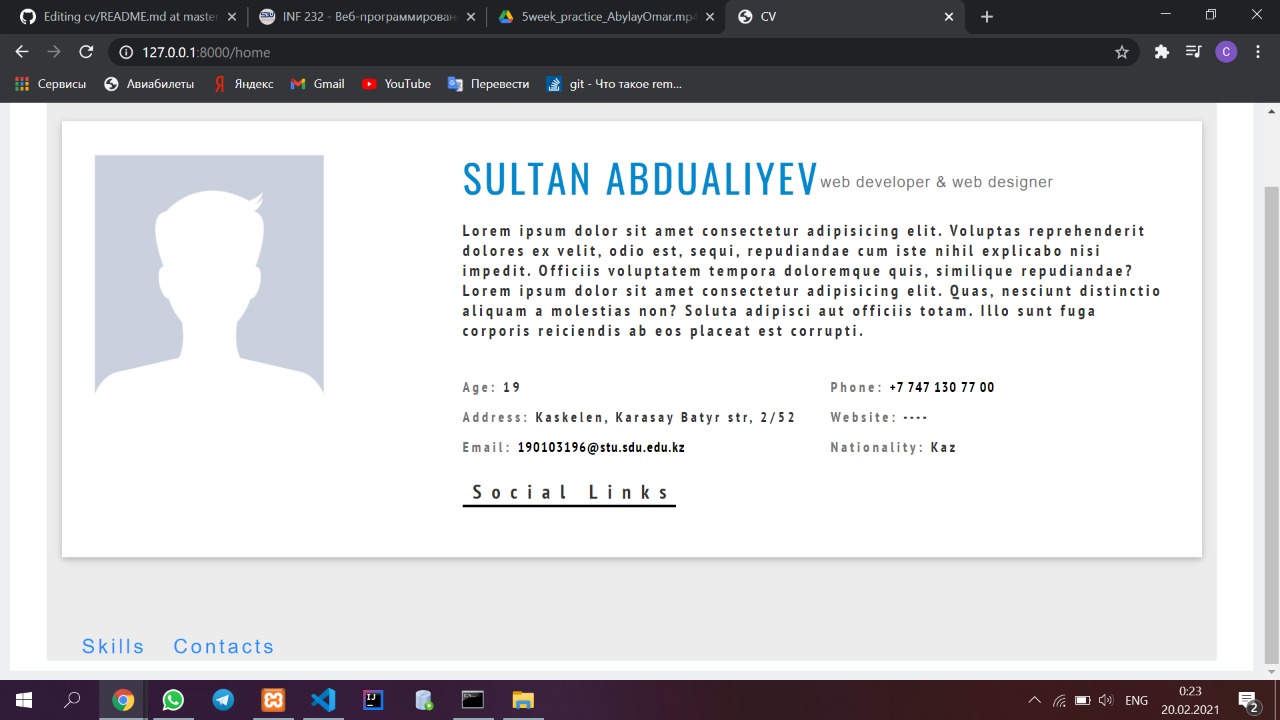 Editing cv/README.md at master
INF 232 - Веб-программирован
5week_practice_AbylayOmar.mp4
CV
127.0.0.1:8000/home
C
Сервисы
Авиабилеты
Яндекс
Gmail
YouTube
Перевести
git - Что такое rem...
SULTAN ABDUALIYEV web developer & web designer
Lorem ipsum dolor sit amet consectetur adipisicing elit. Voluptas reprehenderit
dolores ex velit, odio est, sequi, repudiandae cum iste nihil explicabo nisi
impedit. Officiis voluptatem tempora doloremque quis, similique repudiandae?
Lorem ipsum dolor sit amet consectetur adipisicing elit. Quas, nesciunt distinctio
aliquam a molestias non? Soluta adipisci aut officiis totam. Illo sunt fuga
corporis reiciendis ab eos placeat est corrupti.
Age: 19
Phone: +7 747 130 77 00
Address: Kaskelen, Karasay Batyr str, 2/52
Website: ----
Email: 190103196@stu.sdu.edu.kz
Nationality: Kaz
Social Links
Skills
Contacts
ENG
0:23
20.02.2021
2